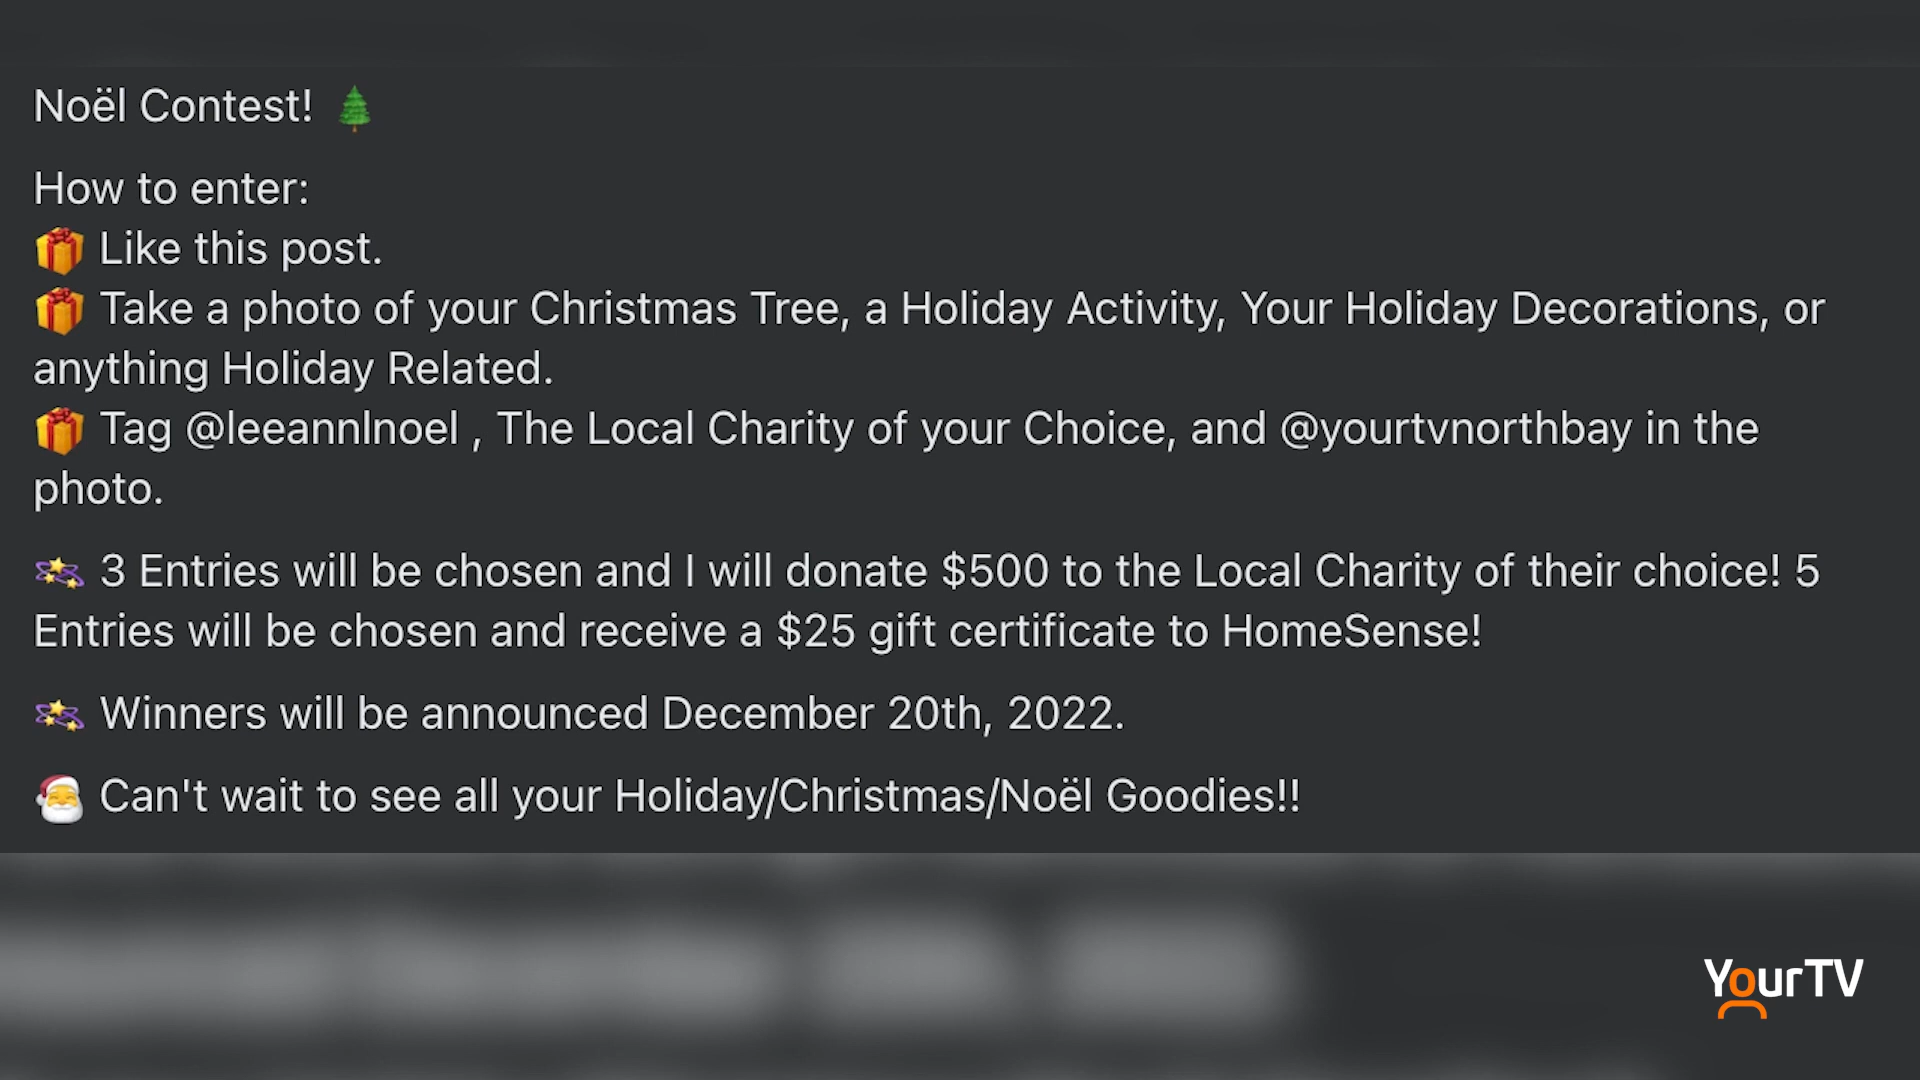 Noël Contest! 🌲
How to enter:
🎁 Like this post.
🎁 Take a photo of your Christmas Tree, a Holiday Activity, Your Holiday Decorations, or
anything Holiday Related.
🎁 Tag @leeannlnoel , The Local Charity of your Choice, and @yourtvnorthbay in the
photo.
💫 3 Entries will be chosen and I will donate $500 to the Local Charity of their choice! 5
Entries will be chosen and receive a $25 gift certificate to HomeSense!
💫 Winners will be announced December 20th, 2022.
🎅 Can't wait to see all your Holiday/Christmas/Noël Goodies!!
YourTV